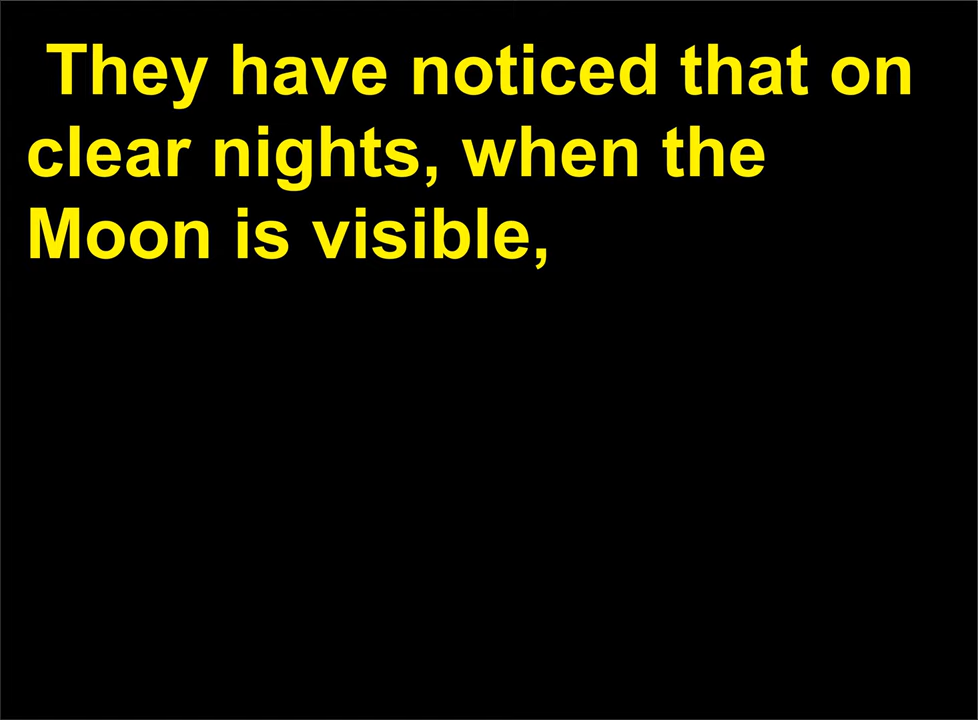 They have noticed that on
clear nights, when the
Moon is visible,